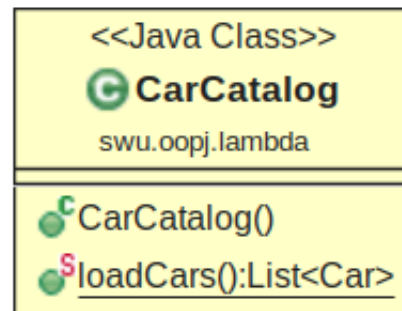 <<Java Class>>
C CarCatalog
swu.oopj.lambda
C CarCatalog()
S loadCars():List<Car>